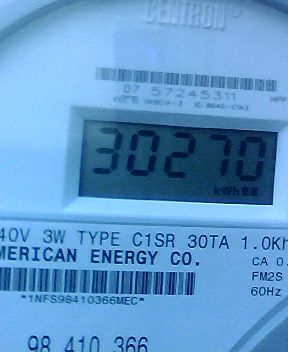 CENTRON
07 57245311
30270
kWh
40V 3W TYPE C1SR 30TA 1.0Kh
MERICAN ENERGY CO.
CA 0.
FM2S
60Hz
*1NFS98410366MEC*
98 410 366